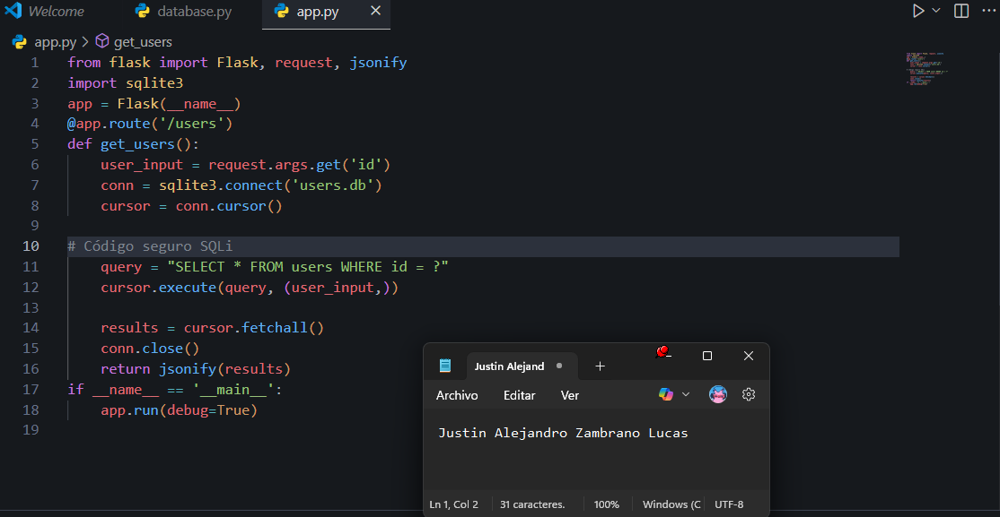 Welcome database.py app.py
app.py > get_users
1 from flask import Flask, request, jsonify
2 import sqlite3
3 app = Flask(__name__)
4 @app.route('/users')
5 def get_users():
6 user_input = request.args.get('id')
7 conn = sqlite3.connect('users.db')
8 cursor = conn.cursor()
9
10 # Código seguro SQLi
11 query = "SELECT * FROM users WHERE id = ?"
12 cursor.execute(query, (user_input,))
13
14 results = cursor.fetchall()
15 conn.close()
16 return jsonify(results)
17 if __name__ == '__main__':
18 app.run(debug=True)
19
Justin Alejand
Archivo Editar Ver
Justin Alejandro Zambrano Lucas
Ln 1, Col 2 31 caracteres. 100% Windows (C UTF-8